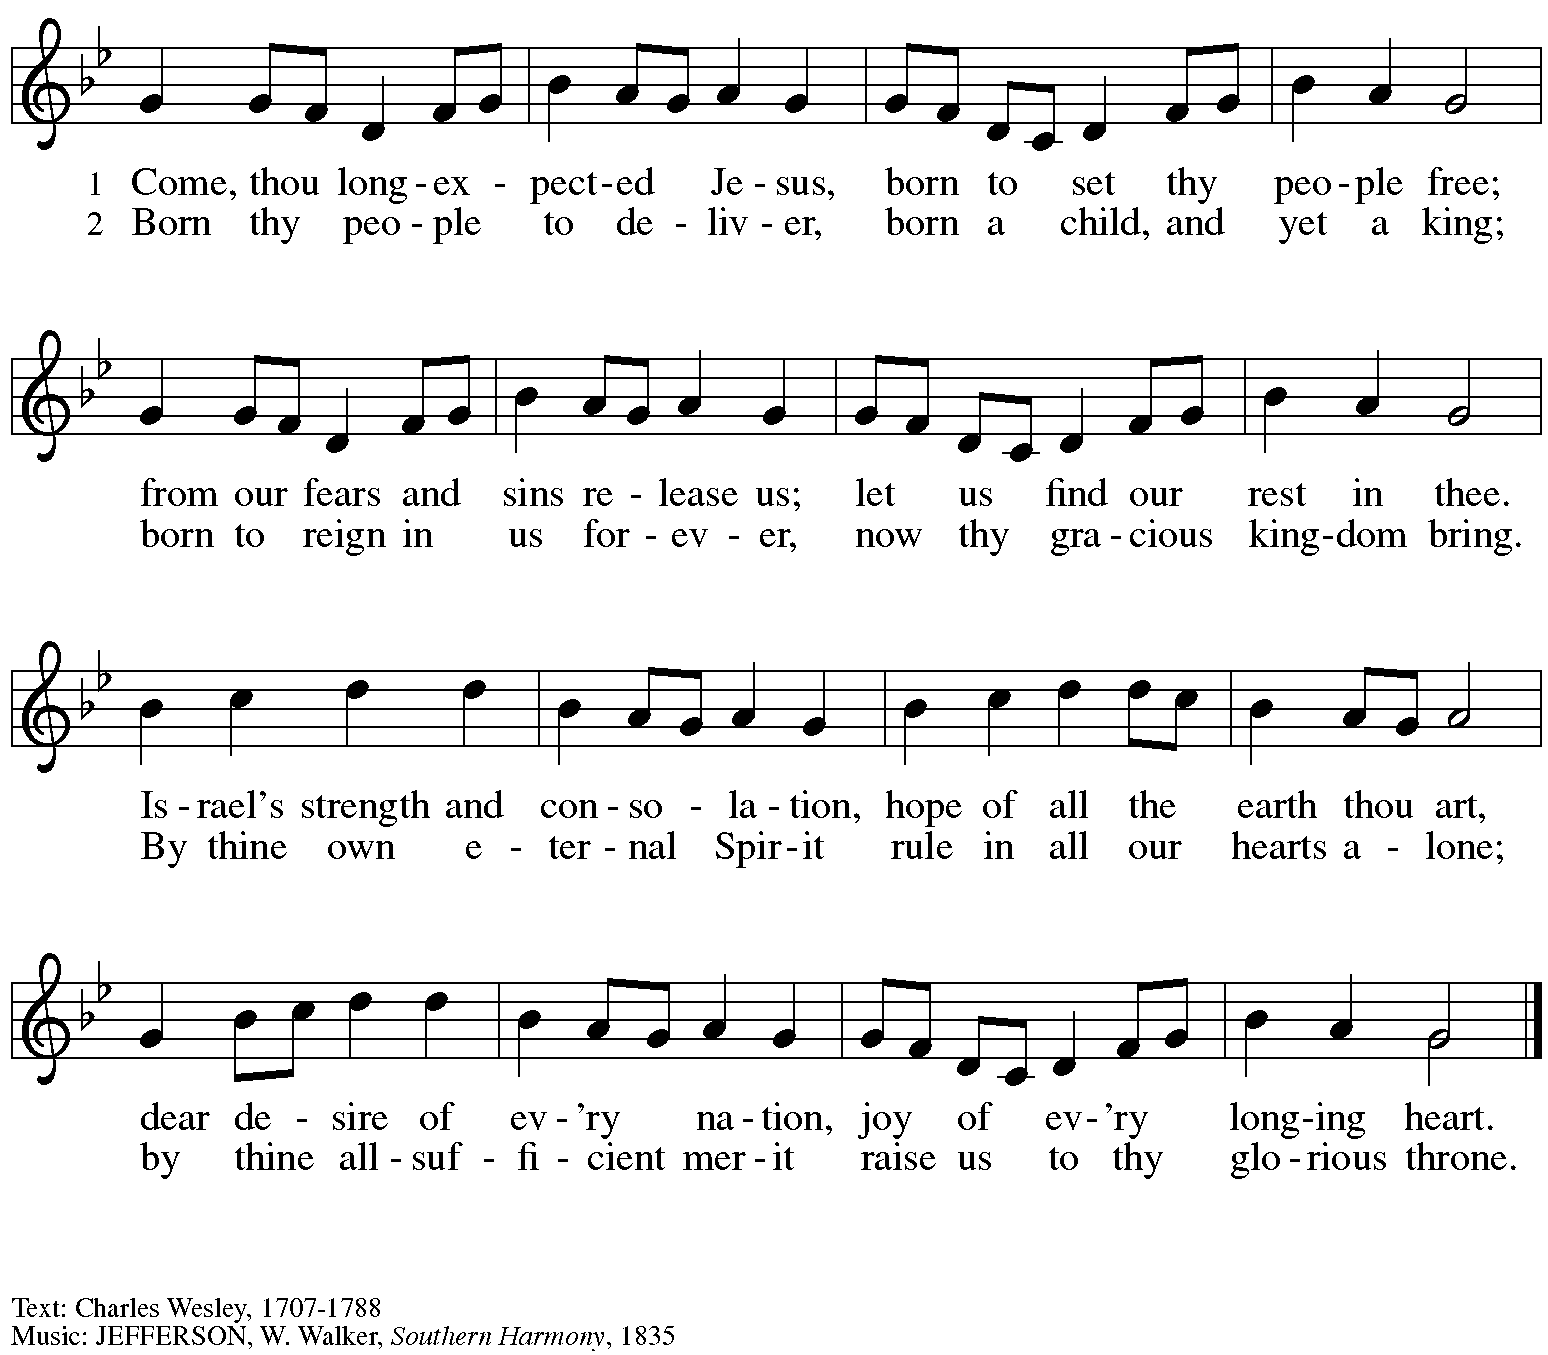 1 Come, thou long - ex - pect - ed Je - sus, born to set thy peo - ple free;
2 Born thy peo - ple to de - liv - er, born a child, and yet a king;
from our fears and sins re - lease us; let us find our rest in thee.
born to reign in us for - ev - er, now thy gra - cious king - dom bring.
Is - rael's strength and con - so - la - tion, hope of all the earth thou art,
By thine own e - ter - nal Spir - it rule in all our hearts a - lone;
dear de - sire of ev - 'ry na - tion, joy of ev - 'ry long - ing heart.
by thine all - suf - fi - cient mer - it raise us to thy glo - rious throne.
Text: Charles Wesley, 1707-1788
Music: JEFFERSON, W. Walker, Southern Harmony, 1835